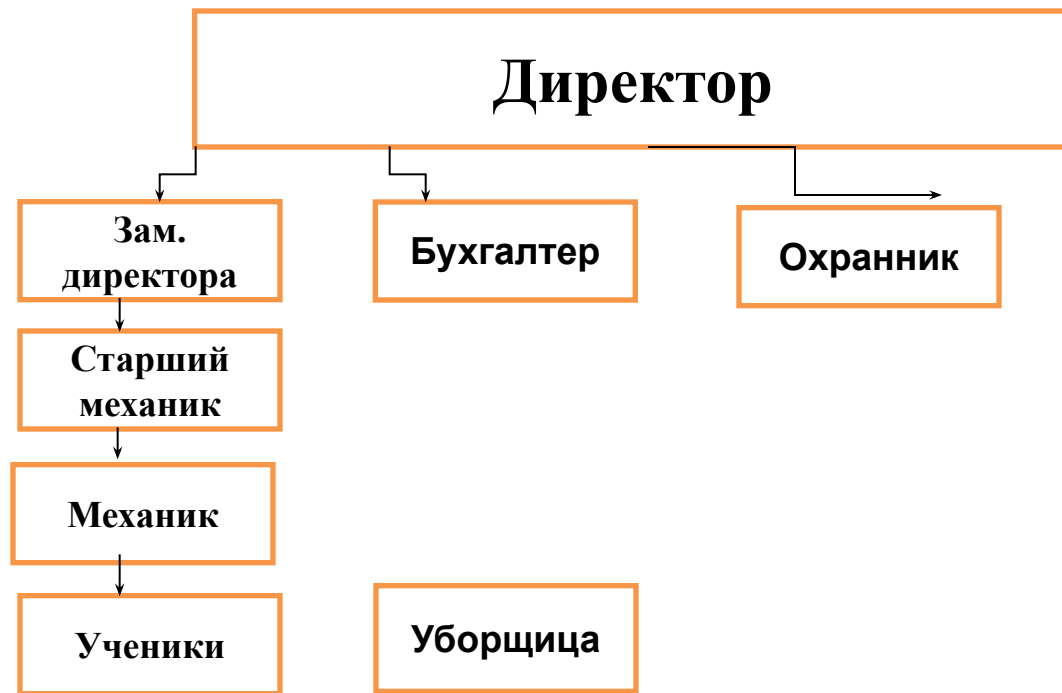 Директор
Зам.
директора
Бухгалтер
Охранник
Старший
механик
Механик
Ученики
Уборщица